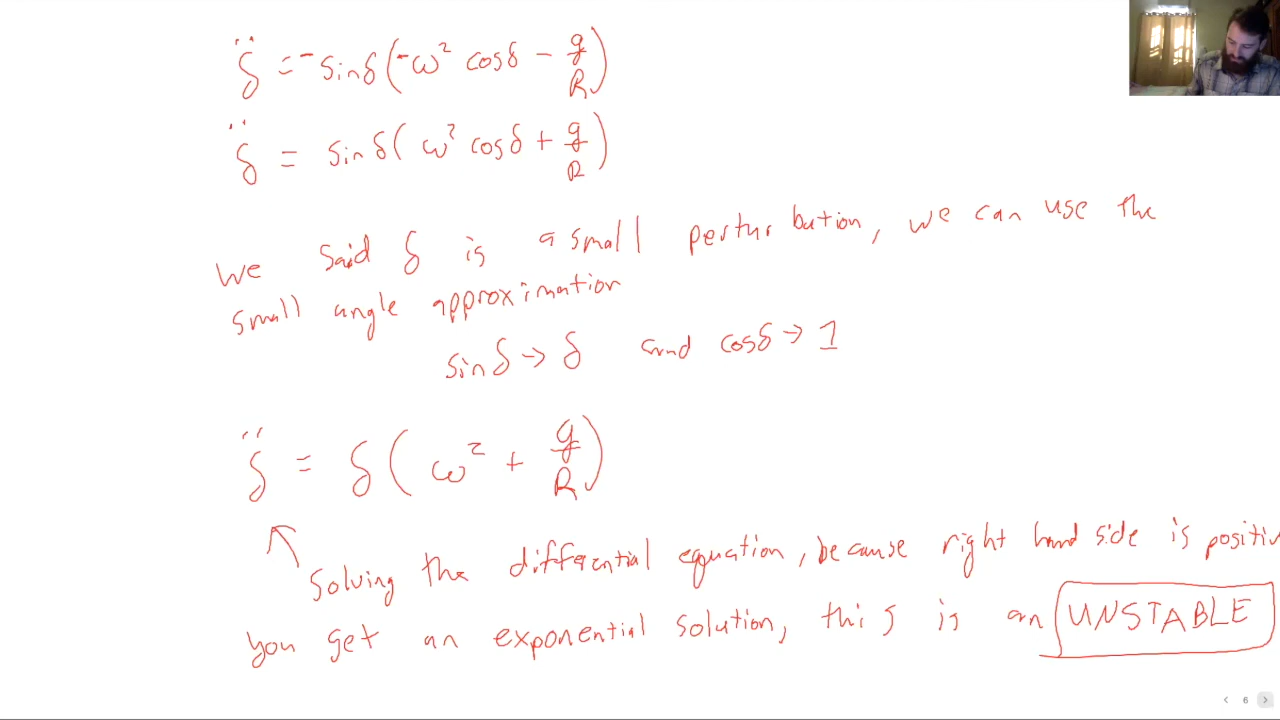 δ̈ = - sinδ (-ω² cosδ - g/R)
δ̈ = sinδ ( ω² cosδ + g/R)
We said δ is a small perturbation, we can use the
small angle approximation
sinδ → δ and cosδ → 1
δ̈ = δ ( ω² + g/R)
Solving the differential equation, because right hand side is positiv
you get an exponential solution, this is an UNSTABLE
< 6 >